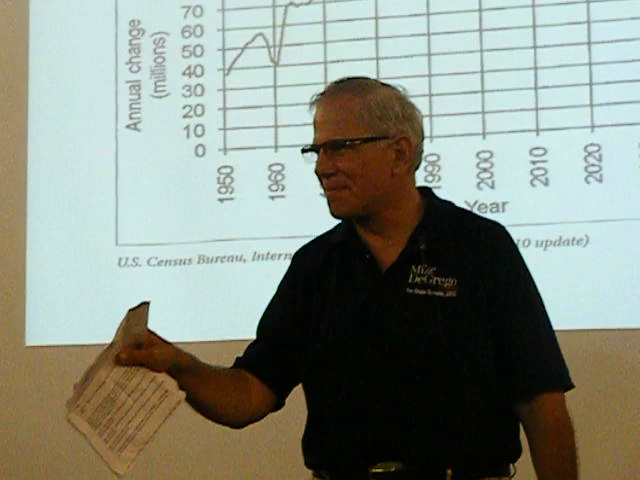 Annual change
(millions)
70
60
50
40
30
20
10
0
1950
1960
1990
2000
2010
2020
Year
U.S. Census Bureau, Intern
10 update)
Mike
DeGrego